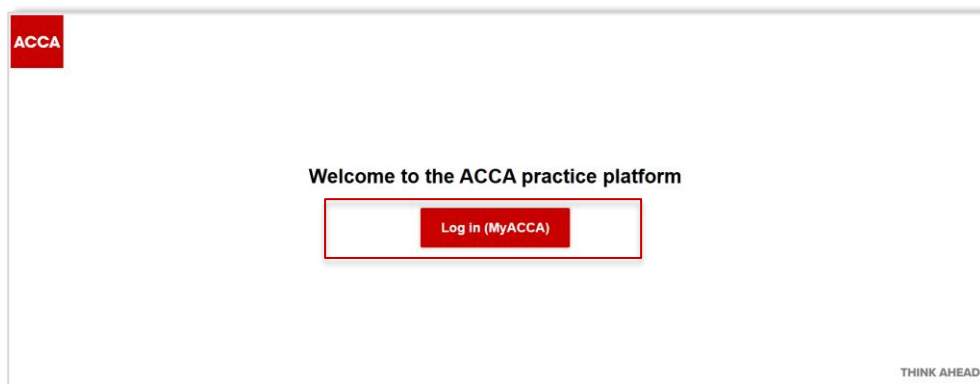 ACCA
Welcome to the ACCA practice platform
Log in (MyACCA)
THINK AHEAD